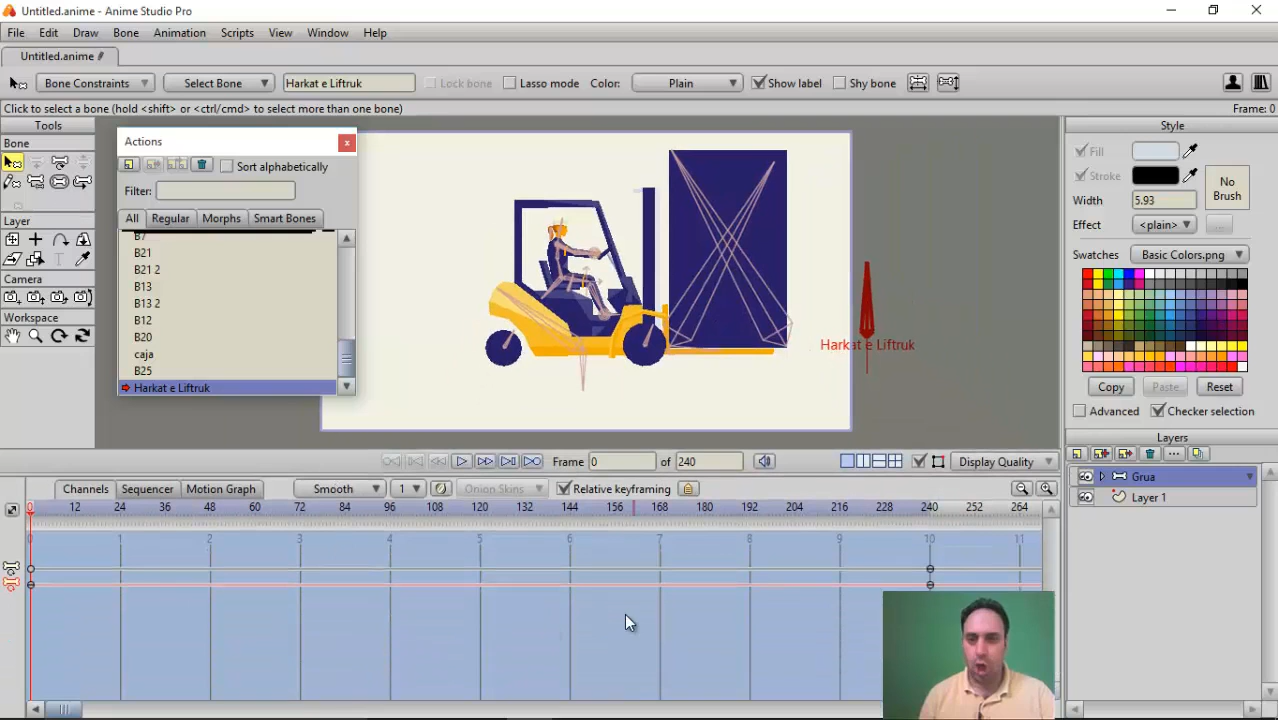 Untitled.anime - Anime Studio Pro
File Edit Draw Bone Animation Scripts View Window Help
Untitled.anime
Bone Constraints Select Bone Harkat e Liftruk Lock bone Lasso mode Color: Plain Show label Shy bone
Click to select a bone (hold <shift> or <ctrl/cmd> to select more than one bone) Frame: 0
Tools
Bone
Layer
Camera
Workspace
Actions
Sort alphabetically
Filter:
All Regular Morphs Smart Bones
B7
B21
B21 2
B13
B13 2
B12
B20
caja
B25
Harkat e Liftruk
Harkat e Liftruk
Style
Fill
Stroke
No Brush
Width 5.93
Effect <plain> ...
Swatches Basic Colors.png
Copy Paste Reset
Advanced Checker selection
Layers
Grua
Layer 1
Frame 0 of 240 Display Quality
Channels Sequencer Motion Graph Smooth 1 Onion Skins Relative keyframing
0 12 24 36 48 60 72 84 96 108 120 132 144 156 168 180 192 204 216 228 240 252 264
0 1 2 3 4 5 6 7 8 9 10 11